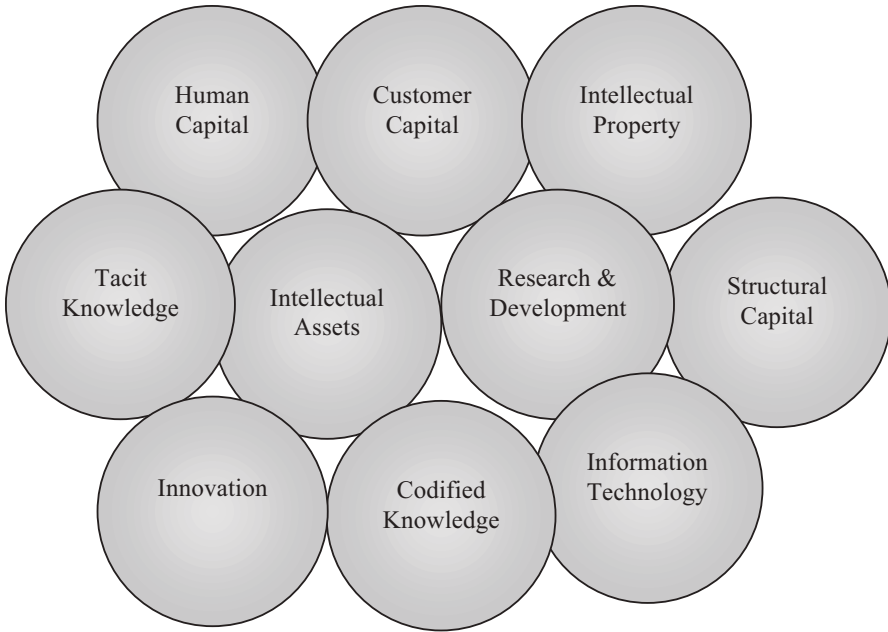 Human
Capital
Customer
Capital
Intellectual
Property
Tacit
Knowledge
Intellectual
Assets
Research &
Development
Structural
Capital
Innovation
Codified
Knowledge
Information
Technology